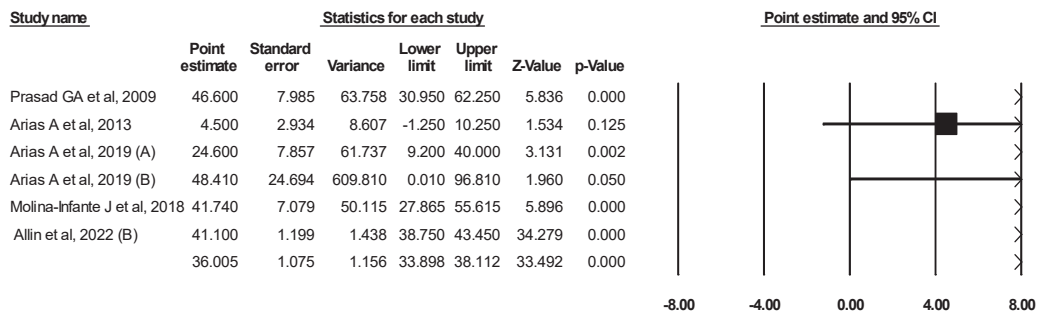 Study name Statistics for each study Point estimate and 95% CI
Point Standard Lower Upper
estimate error Variance limit limit Z-Value p-Value
Prasad GA et al, 2009 46.600 7.985 63.758 30.950 62.250 5.836 0.000
Arias A et al, 2013 4.500 2.934 8.607 -1.250 10.250 1.534 0.125
Arias A et al, 2019 (A) 24.600 7.857 61.737 9.200 40.000 3.131 0.002
Arias A et al, 2019 (B) 48.410 24.694 609.810 0.010 96.810 1.960 0.050
Molina-Infante J et al, 2018 41.740 7.079 50.115 27.865 55.615 5.896 0.000
Allin et al, 2022 (B) 41.100 1.199 1.438 38.750 43.450 34.279 0.000
36.005 1.075 1.156 33.898 38.112 33.492 0.000
-8.00 -4.00 0.00 4.00 8.00